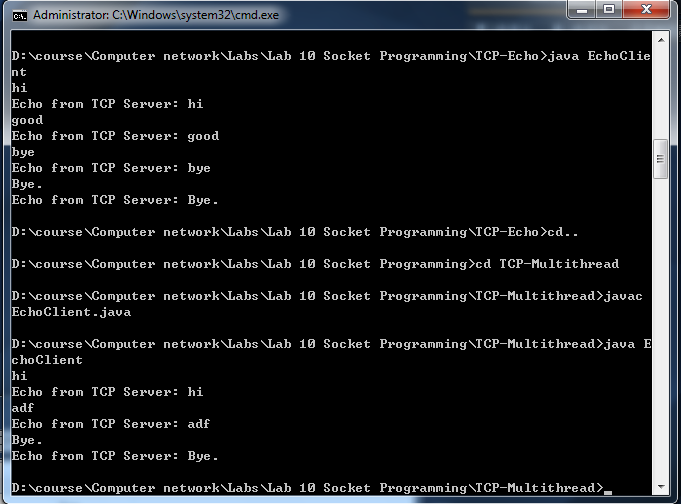 Administrator: C:\Windows\system32\cmd.exe
D:\course\Computer network\Labs\Lab 10 Socket Programming\TCP-Echo>java EchoClie
nt
hi
Echo from TCP Server: hi
good
Echo from TCP Server: good
bye
Echo from TCP Server: bye
Bye.
Echo from TCP Server: Bye.
D:\course\Computer network\Labs\Lab 10 Socket Programming\TCP-Echo>cd..
D:\course\Computer network\Labs\Lab 10 Socket Programming>cd TCP-Multithread
D:\course\Computer network\Labs\Lab 10 Socket Programming\TCP-Multithread>javac
EchoClient.java
D:\course\Computer network\Labs\Lab 10 Socket Programming\TCP-Multithread>java E
choClient
hi
Echo from TCP Server: hi
adf
Echo from TCP Server: adf
Bye.
Echo from TCP Server: Bye.
D:\course\Computer network\Labs\Lab 10 Socket Programming\TCP-Multithread>_